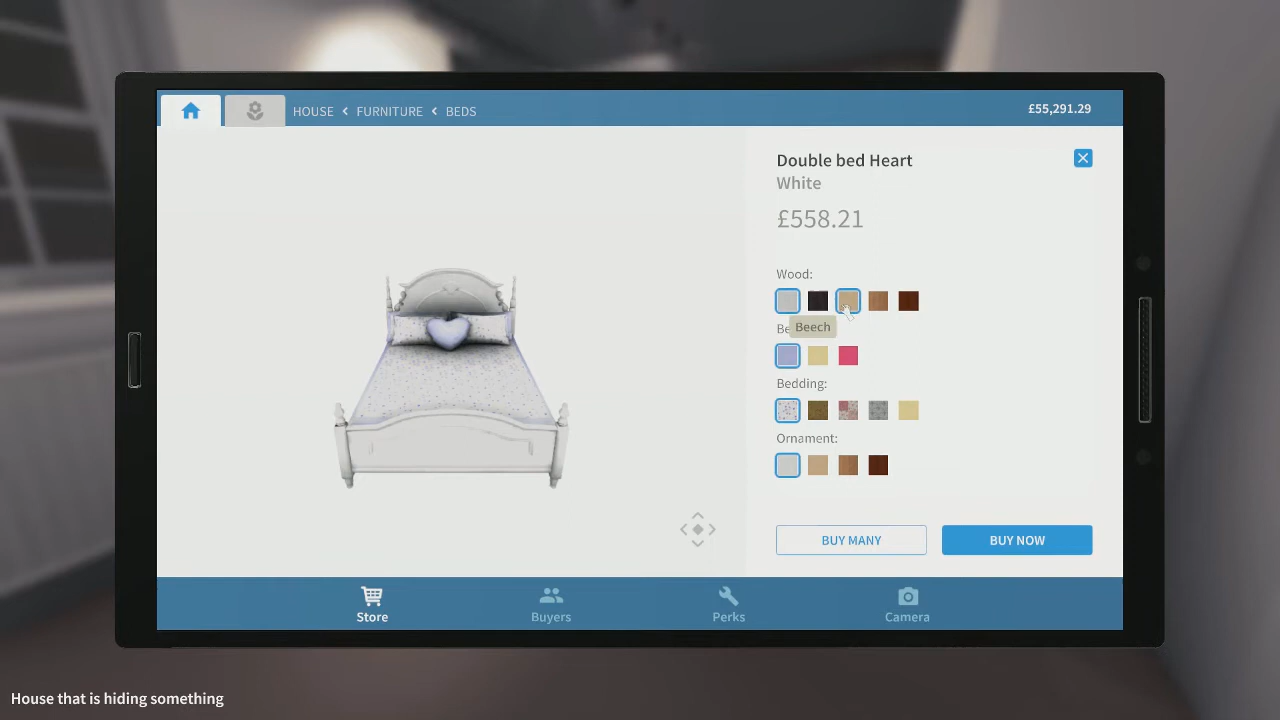 HOUSE < FURNITURE < BEDS
£55,291.29
Double bed Heart
White
£558.21
Wood:
Beech
Be
Bedding:
Ornament:
BUY MANY
BUY NOW
Store
Buyers
Perks
Camera
House that is hiding something